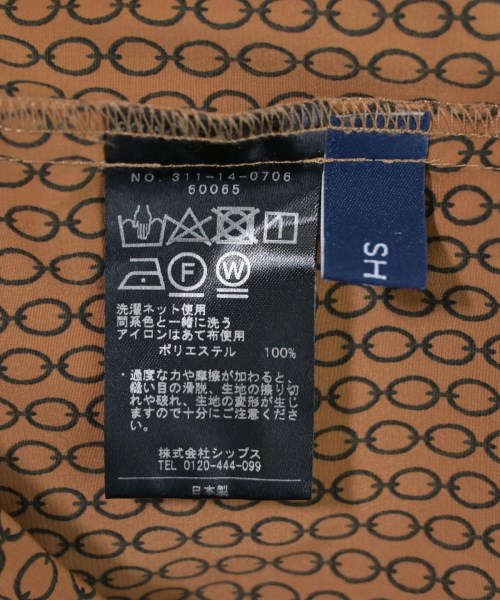 NO. 311-14-0706
60065
F W
洗濯ネット使用
同系色と一緒に洗う
アイロンはあて布使用
ポリエステル 100%
・過度な力や摩擦が加わると、
縫い目の滑脱、生地の擦り切
れや破れ、生地の変形が生じ
ますので十分にご注意くださ
い。
株式会社シップス
TEL 0120-444-099
日本製
SH